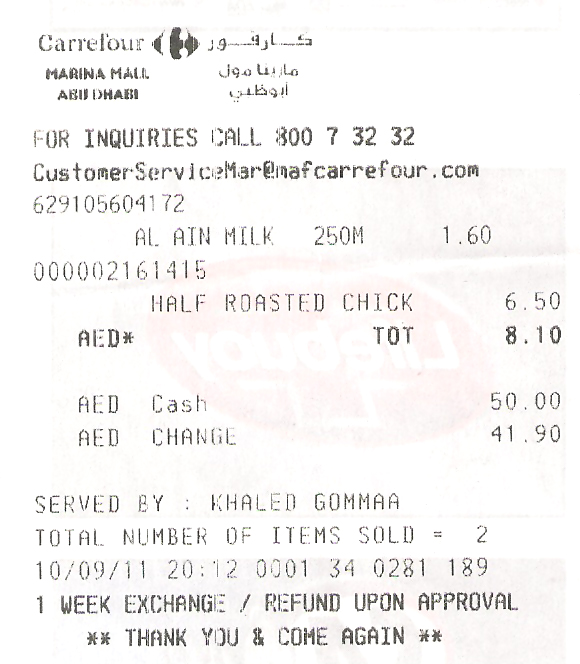 Carrefour كارفور
MARINA MALL مارينا مول
ABU DHABI أبوظبي
FOR INQUIRIES CALL 800 7 32 32
CustomerServiceMar@mafcarrefour.com
629105604172
AL AIN MILK 250M 1.60
000002161415
HALF ROASTED CHICK 6.50
AED* TOT 8.10
AED Cash 50.00
AED CHANGE 41.90
SERVED BY : KHALED GOMMAA
TOTAL NUMBER OF ITEMS SOLD = 2
10/09/11 20:12 0001 34 0281 189
1 WEEK EXCHANGE / REFUND UPON APPROVAL
** THANK YOU & COME AGAIN **
Lifebuoy